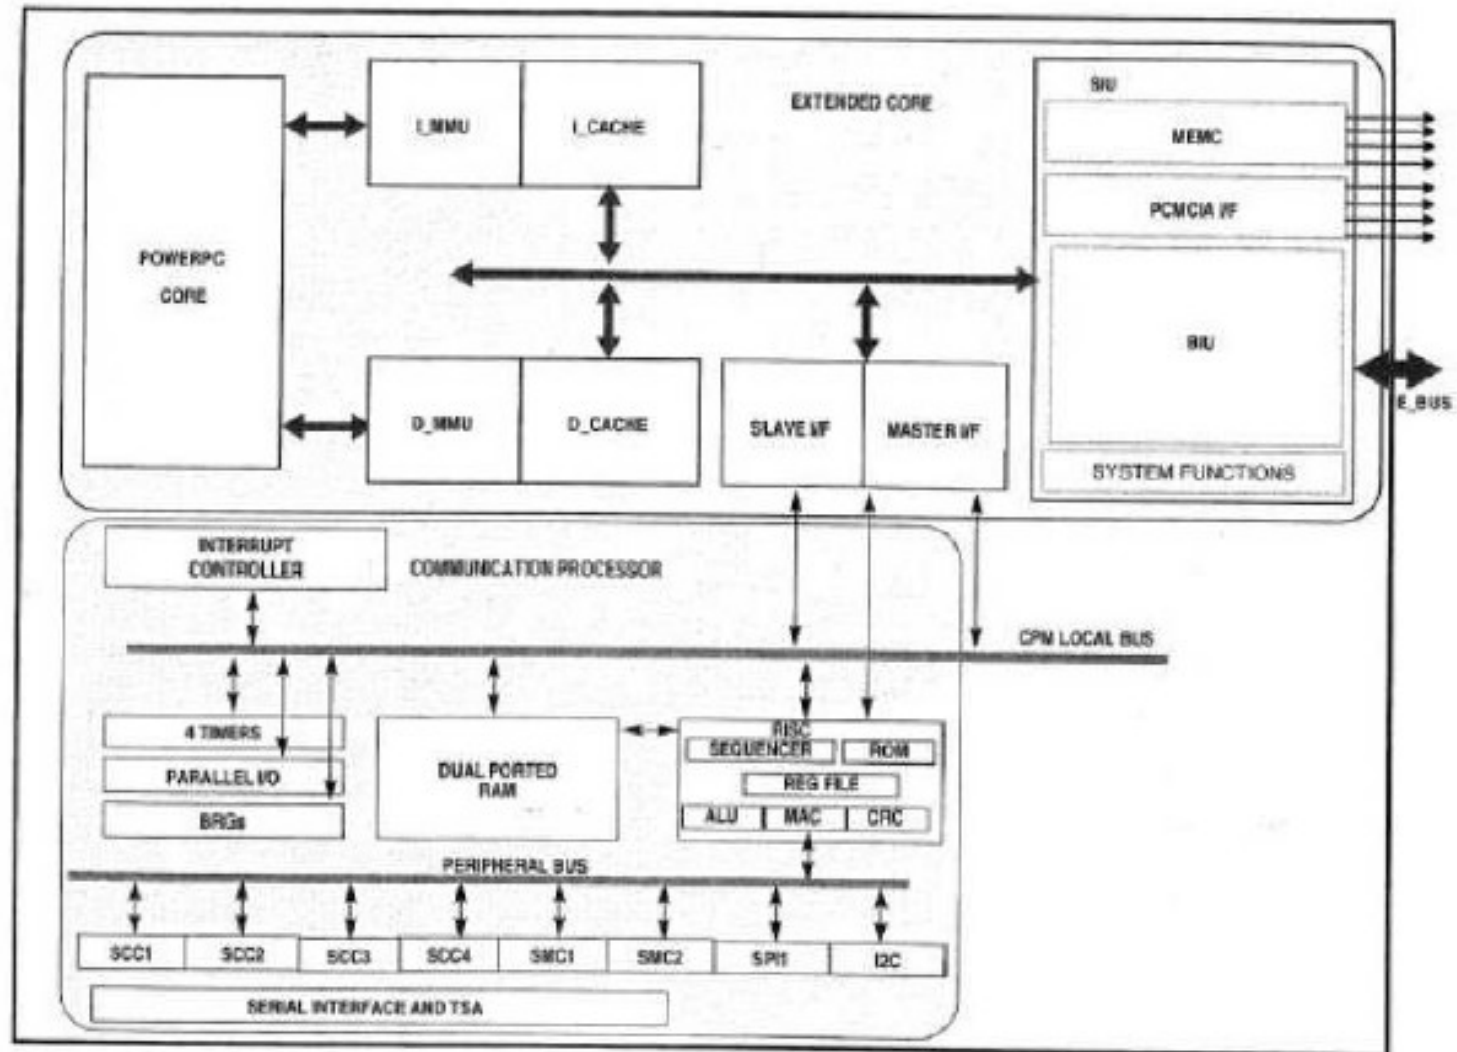 SIU
EXTENDED CORE
I_MMU
I_CACHE
MEMC
PCMCIA I/F
POWERPC
CORE
BIU
E_BUS
D_MMU
D_CACHE
SLAVE I/F
MASTER I/F
SYSTEM FUNCTIONS
INTERRUPT
CONTROLLER
COMMUNICATION PROCESSOR
CPM LOCAL BUS
4 TIMERS
PARALLEL I/O
BRGs
DUAL PORTED
RAM
RISC
SEQUENCER
ROM
REG FILE
ALU
MAC
CRC
PERIPHERAL BUS
SCC1
SCC2
SCC3
SCC4
SMC1
SMC2
SPI1
I2C
SERIAL INTERFACE AND TSA